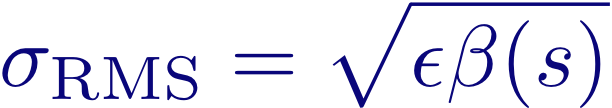 σ_RMS = √(ϵβ(s))